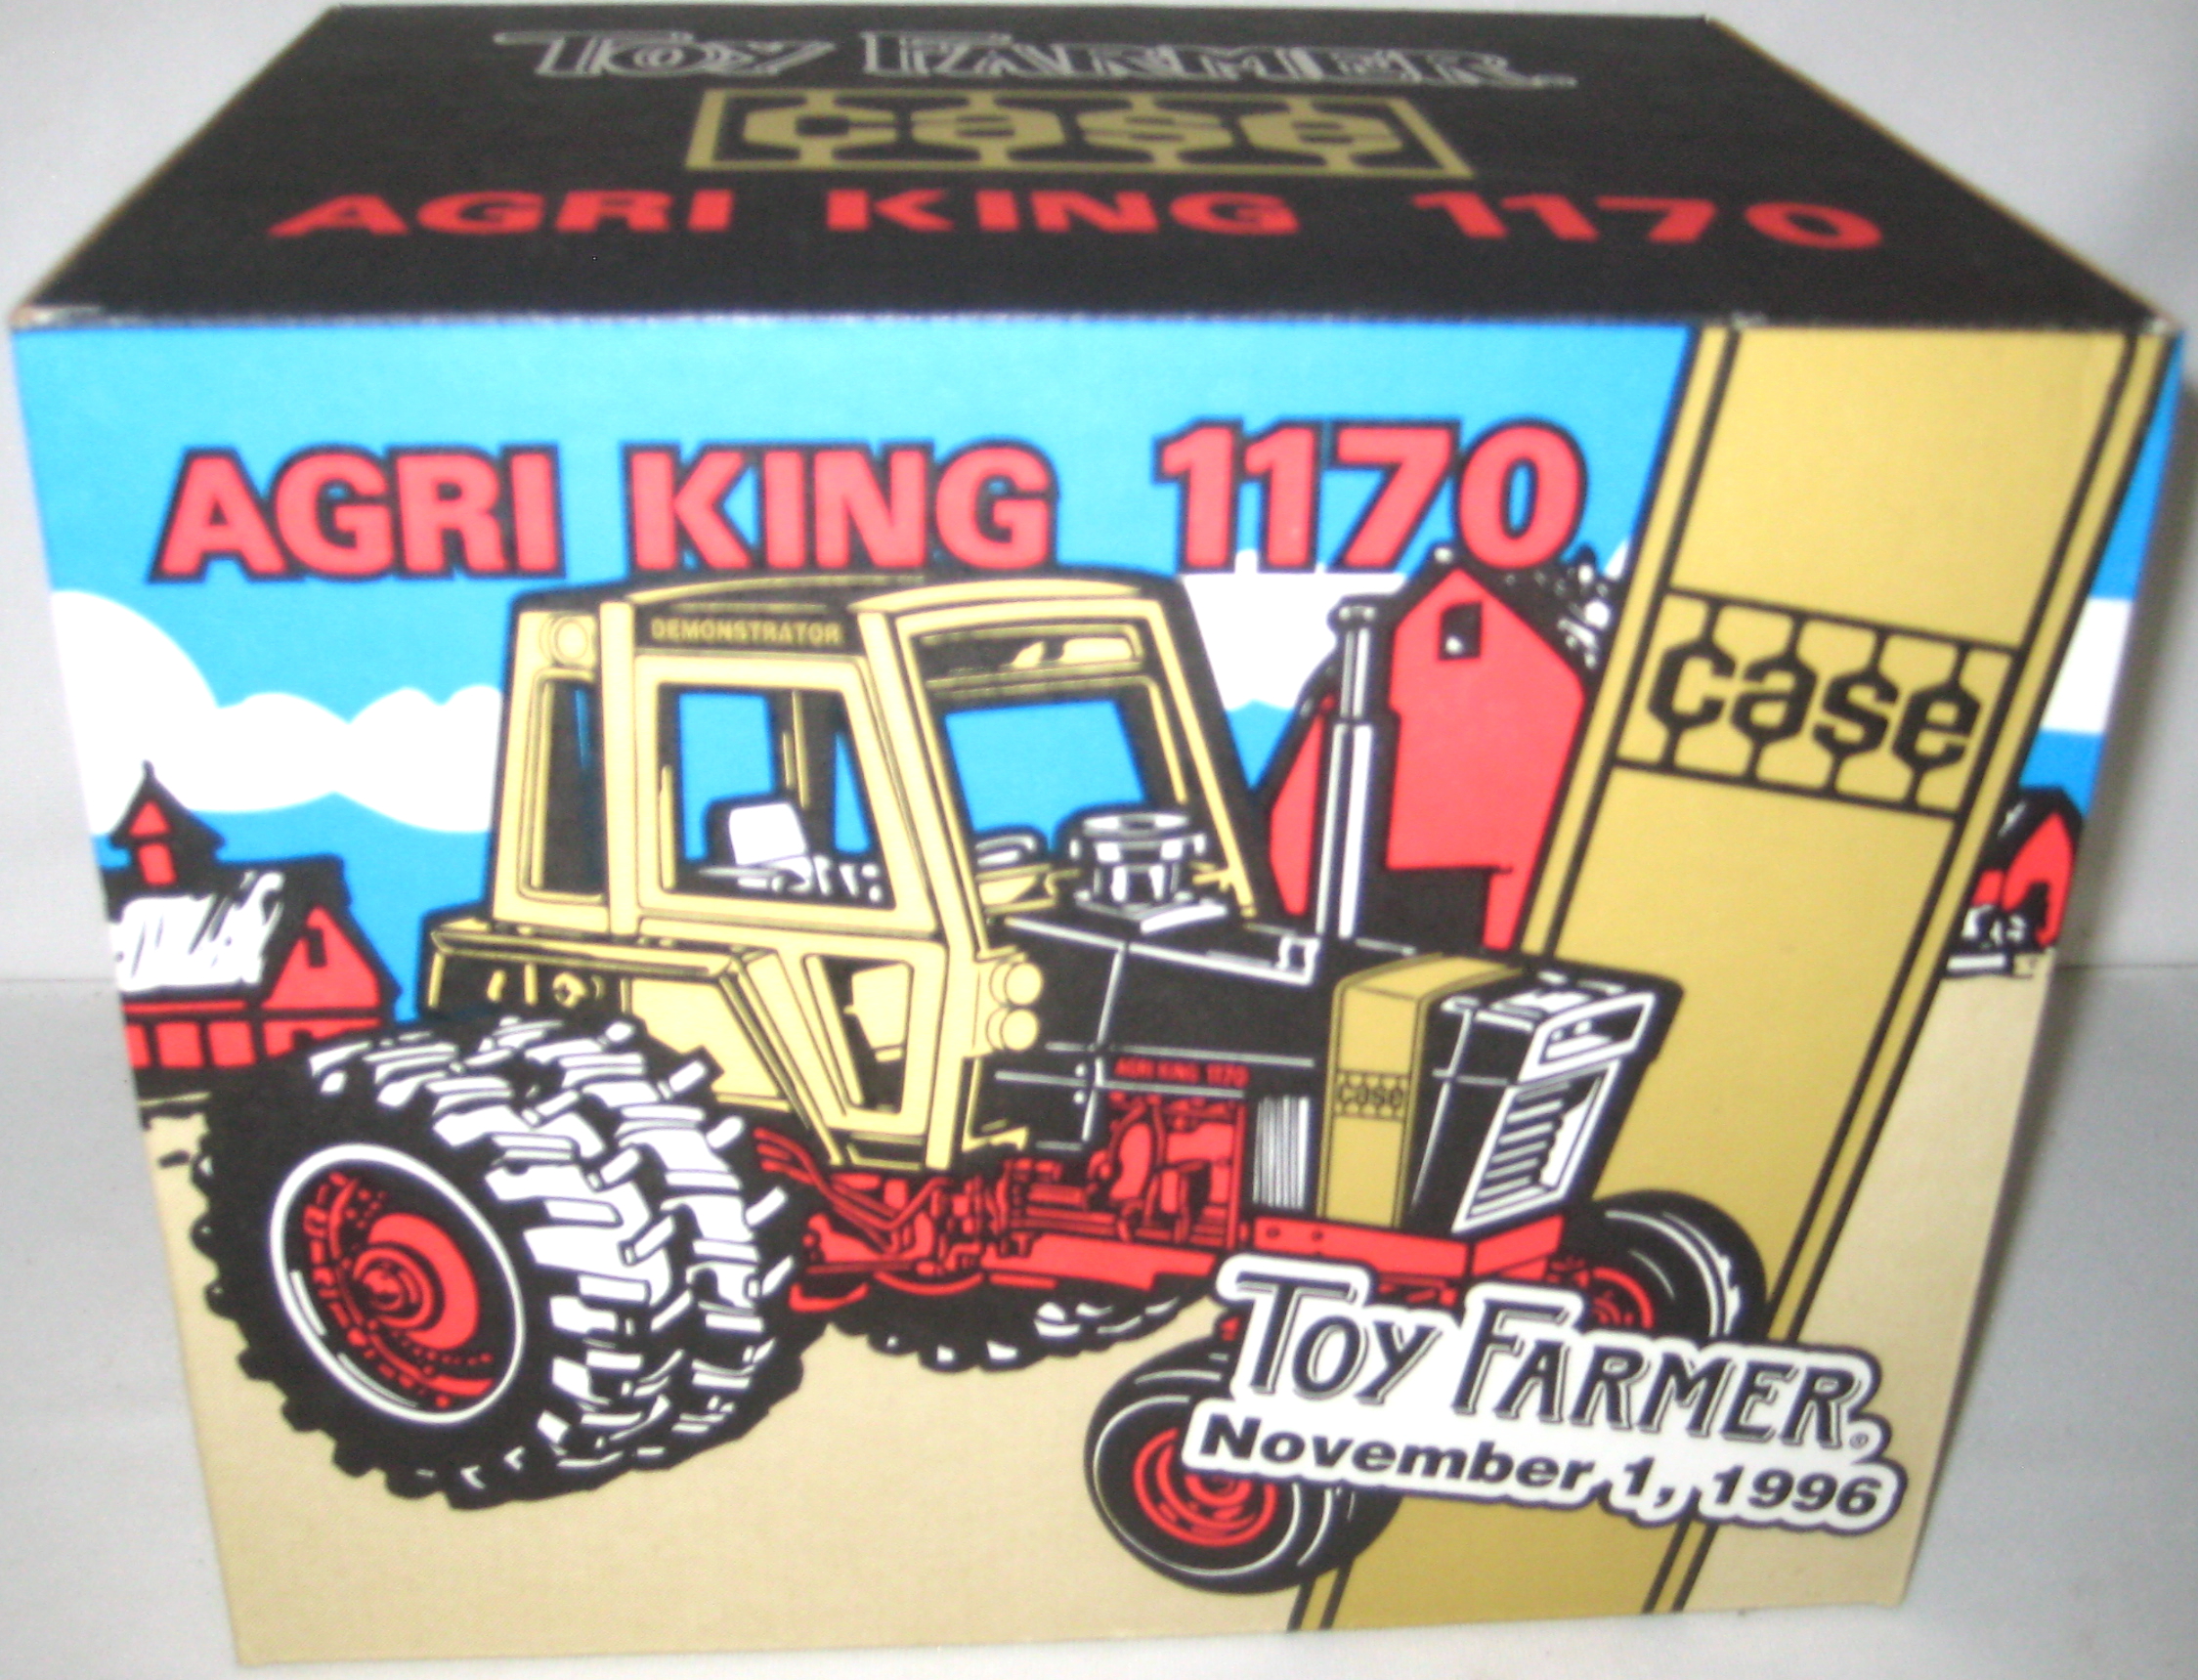 TOY FARMER
case
AGRI KING 1170
AGRI KING 1170
DEMONSTRATOR
case
AGRI KING 1170
case
TOY FARMER®
November 1, 1996